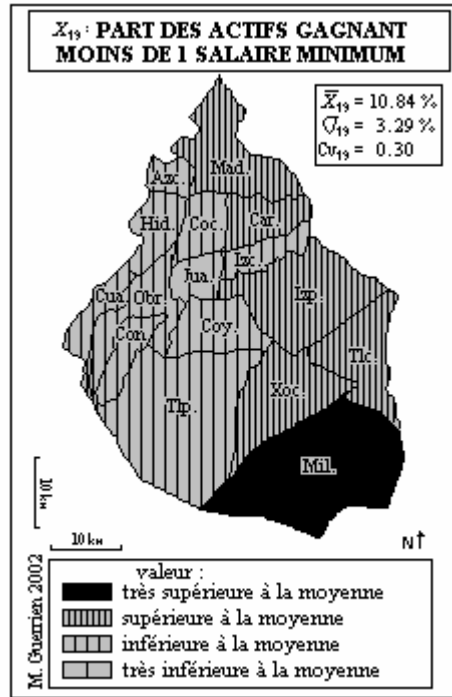 X19 : PART DES ACTIFS GAGNANT
MOINS DE 1 SALAIRE MINIMUM
X̅19 = 10.84 %
σ19 = 3.29 %
Cv19 = 0.30
Azc.
Mad.
Hid.
Coc.
Car.
Izc.
Jua.
Cua.
Obr.
Izp.
Con.
Coy.
Tlc.
Xoc.
Tlp.
Mil.
10 km
10 km
N↑
M. Guerrien 2002
valeur :
très supérieure à la moyenne
supérieure à la moyenne
inférieure à la moyenne
très inférieure à la moyenne